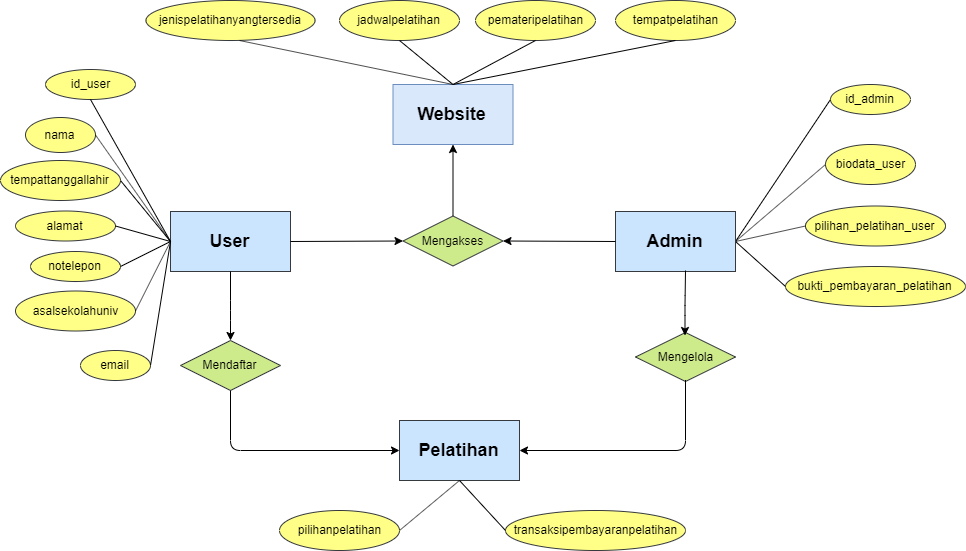 jenispelatihanyangtersedia
jadwalpelatihan
pemateripelatihan
tempatpelatihan
id_user
nama
tempattanggallahir
alamat
notelepon
asalsekolahuniv
email
Website
id_admin
biodata_user
pilihan_pelatihan_user
bukti_pembayaran_pelatihan
User
Mengakses
Admin
Mendaftar
Mengelola
Pelatihan
pilihanpelatihan
transaksipembayaranpelatihan